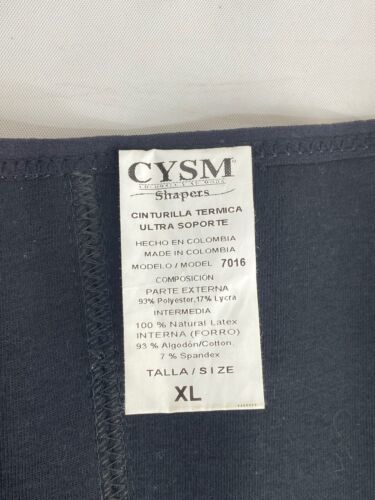 CYSM
Shapers
CINTURILLA TERMICA
ULTRA SOPORTE
HECHO EN COLOMBIA
MADE IN COLOMBIA
MODELO / MODEL 7016
COMPOSICIÓN
PARTE EXTERNA
93% Polyester,17% Lycra
INTERMEDIA
100 % Natural Latex
INTERNA (FORRO)
93 % Algodón/Cotton.
7 % Spandex
TALLA / SIZE
XL